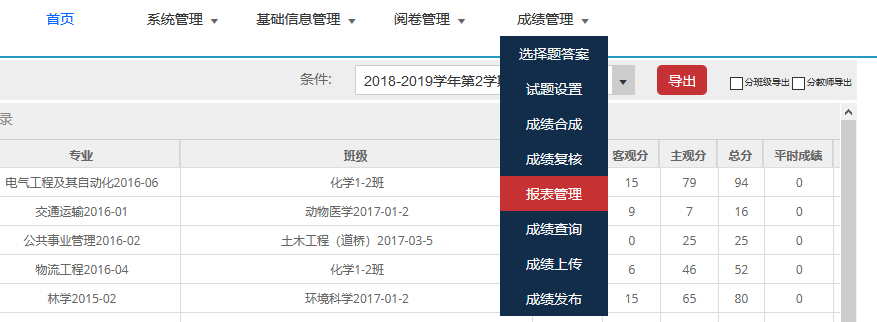 首页 系统管理 基础信息管理 阅卷管理 成绩管理
选择题答案
条件: 2018-2019学年第2学期 导出 分班级导出 分教师导出
试题设置
录
成绩合成
专业 班级 成绩复核 客观分 主观分 总分 平时成绩
电气工程及其自动化2016-06 化学1-2班 报表管理 15 79 94 0
交通运输2016-01 动物医学2017-01-2 成绩查询 9 7 16 0
公共事业管理2016-02 土木工程（道桥）2017-03-5 0 25 25 0
物流工程2016-04 化学1-2班 成绩上传 6 46 52 0
林学2015-02 环境科学2017-01-2 成绩发布 15 65 80 0